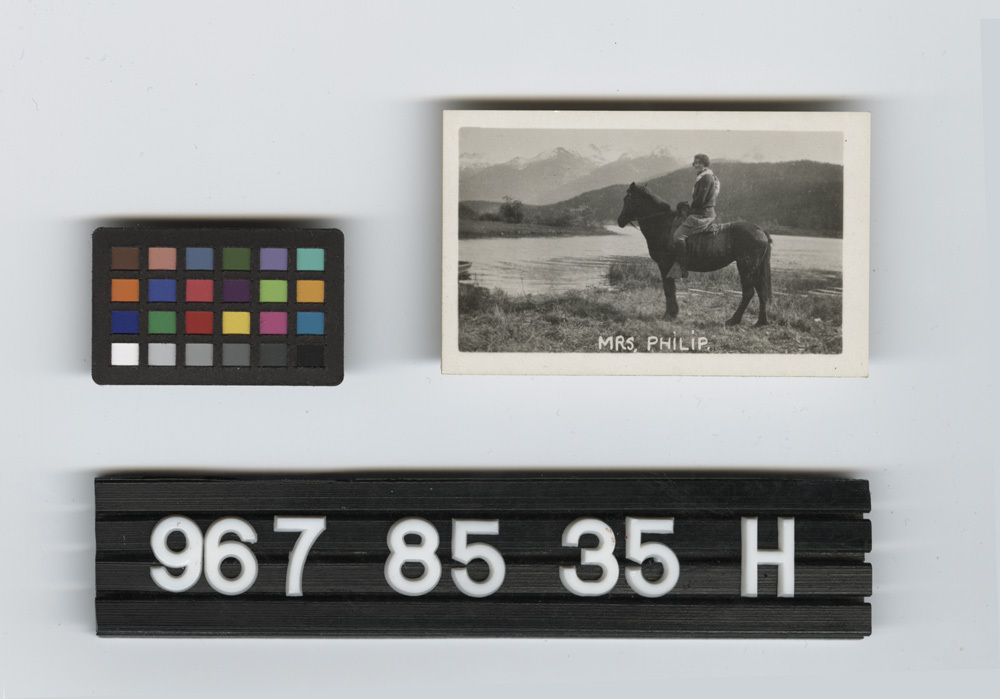 MRS. PHILIP.
967 85 35 H